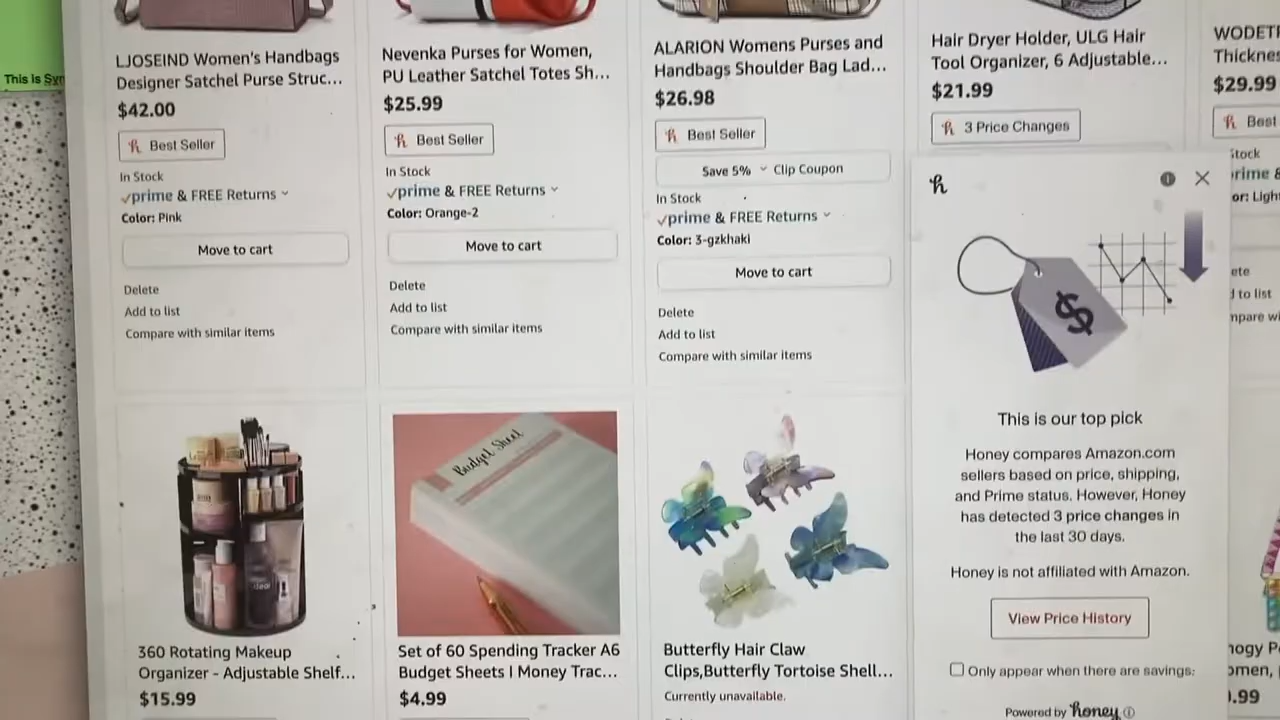 This is
LJOSEIND Women's Handbags
Designer Satchel Purse Struc...
$42.00
Best Seller
In Stock
prime & FREE Returns
Color: Pink
Move to cart
Delete
Add to list
Compare with similar items
Nevenka Purses for Women,
PU Leather Satchel Totes Sh...
$25.99
Best Seller
In Stock
prime & FREE Returns
Color: Orange-2
Move to cart
Delete
Add to list
Compare with similar items
ALARION Womens Purses and
Handbags Shoulder Bag Lad...
$26.98
Best Seller
Save 5% Clip Coupon
In Stock
prime & FREE Returns
Color: 3-gzkhaki
Move to cart
Delete
Add to list
Compare with similar items
Hair Dryer Holder, ULG Hair
Tool Organizer, 6 Adjustable...
$21.99
3 Price Changes
h
$
This is our top pick
Honey compares Amazon.com
sellers based on price, shipping,
and Prime status. However, Honey
has detected 3 price changes in
the last 30 days.
Honey is not affiliated with Amazon.
View Price History
Only appear when there are savings.
Powered by honey
$29.99
Best
Budget Sheet
360 Rotating Makeup
Organizer - Adjustable Shelf...
$15.99
Set of 60 Spending Tracker A6
Budget Sheets | Money Trac...
$4.99
Butterfly Hair Claw
Clips,Butterfly Tortoise Shell...
Currently unavailable.